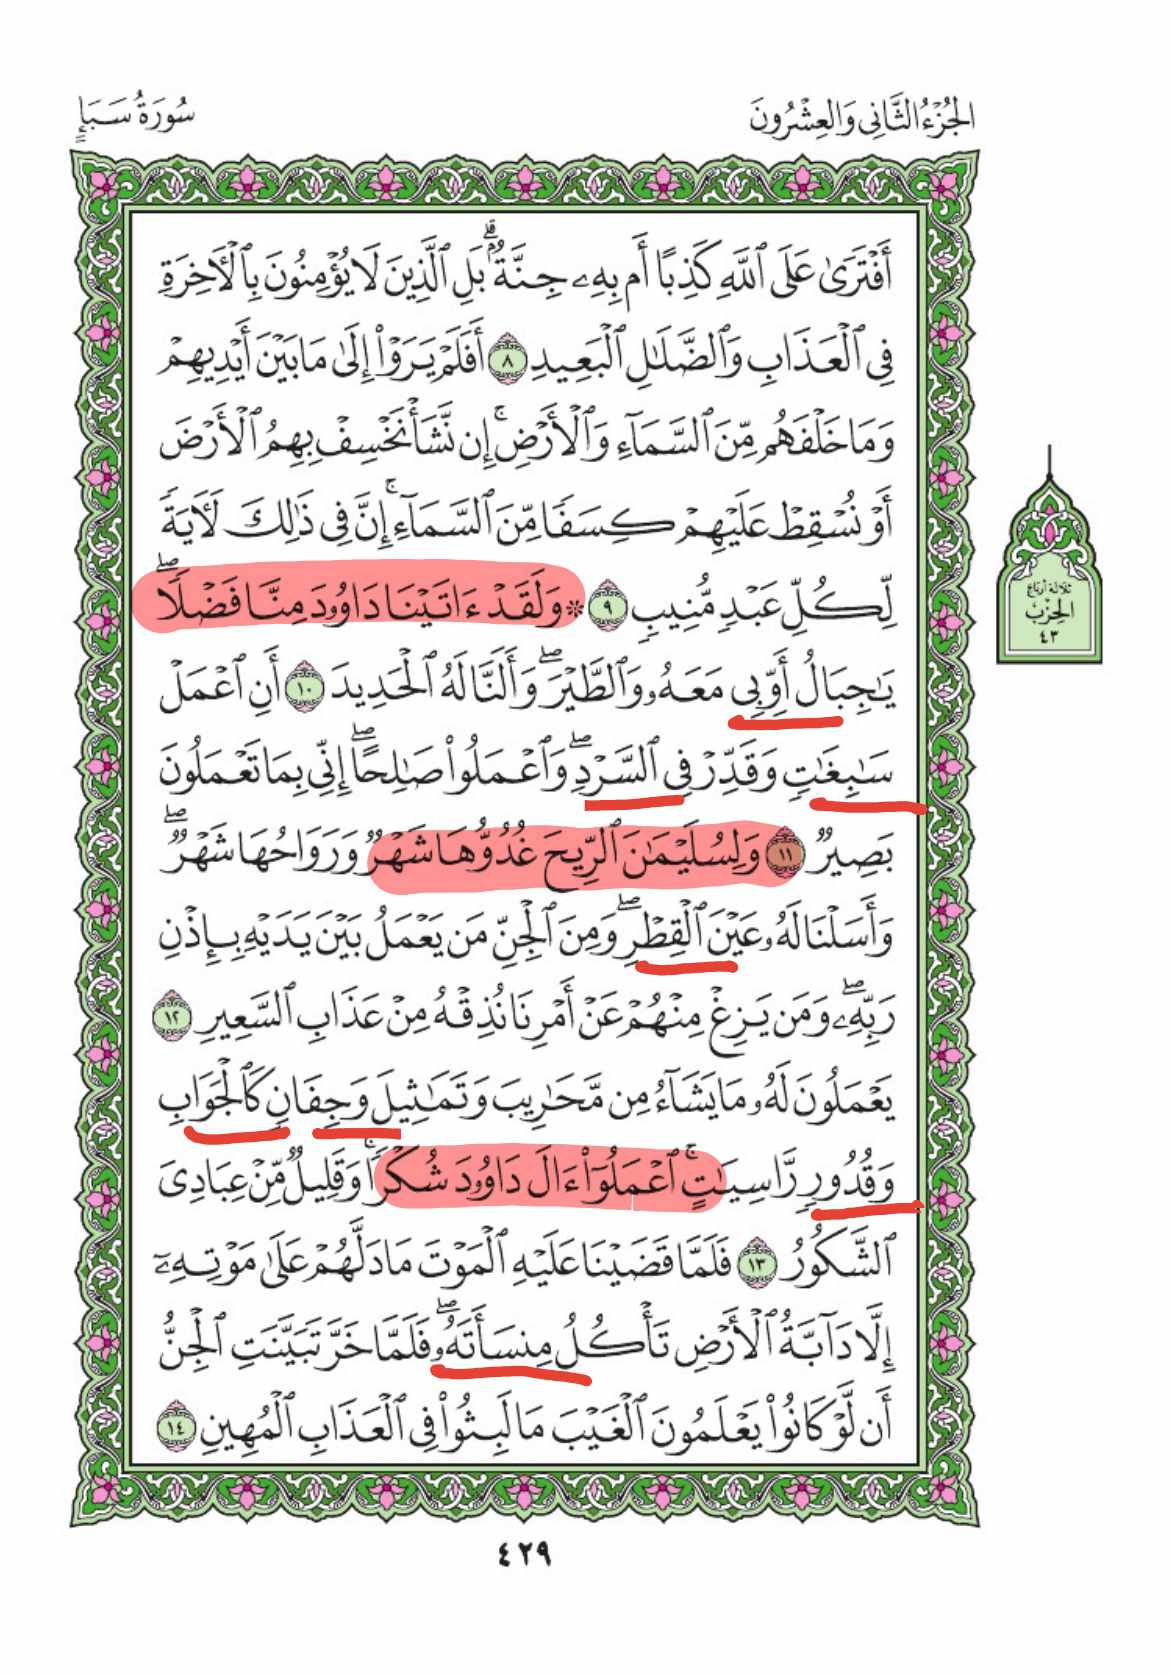 الجُزْءُ الثَّانِي وَالعِشْرُونَ
سُورَةُ سَبَإٍ
أَفْتَرَىٰ عَلَى ٱللَّهِ كَذِبًا أَم بِهِۦ جِنَّةُۢۗ بَلِ ٱلَّذِينَ لَا يُؤْمِنُونَ بِٱلْأَخِرَةِ
فِى ٱلْعَذَابِ وَٱلضَّلَٰلِ ٱلْبَعِيدِ ٨ أَفَلَمْ يَرَوْا۟ إِلَىٰ مَا بَيْنَ أَيْدِيهِمْ
وَمَا خَلْفَهُم مِّنَ ٱلسَّمَآءِ وَٱلْأَرْضِۚ إِن نَّشَأْ نَخْسِفْ بِهِمُ ٱلْأَرْضَ
أَوْ نُسْقِطْ عَلَيْهِمْ كِسَفًا مِّنَ ٱلسَّمَآءِۚ إِنَّ فِى ذَٰلِكَ لَأٓيَةً
لِّكُلِّ عَبْدٍ مُّنِيبٍ ٩ ۞ وَلَقَدْ ءَاتَيْنَا دَاوُۥدَ مِنَّا فَضْلًاۖ
يَٰجِبَالُ أَوِّبِى مَعَهُۥ وَٱلطَّيْرَۖ وَأَلَنَّا لَهُ ٱلْحَدِيدَ ١٠ أَنِ ٱعْمَلْ
سَٰبِغَٰتٍ وَقَدِّرْ فِى ٱلسَّرْدِۖ وَٱعْمَلُوا۟ صَٰلِحًاۖ إِنِّى بِمَا تَعْمَلُونَ
بَصِيرٌ ١١ وَلِسُلَيْمَٰنَ ٱلرِّيحَ غُدُوُّهَا شَهْرٌ وَرَوَاحُهَا شَهْرٌۖ
وَأَسَلْنَا لَهُۥ عَيْنَ ٱلْقِطْرِۖ وَمِنَ ٱلْجِنِّ مَن يَعْمَلُ بَيْنَ يَدَيْهِ بِإِذْنِ
رَبِّهِۦۖ وَمَن يَزِغْ مِنْهُمْ عَنْ أَمْرِنَا نُذِقْهُ مِنْ عَذَابِ ٱلسَّعِيرِ ١٢
يَعْمَلُونَ لَهُۥ مَا يَشَآءُ مِن مَّحَٰرِيبَ وَتَمَٰثِيلَ وَجِفَانٍ كَٱلْجَوَابِ
وَقُدُورٍ رَّاسِيَٰتٍۚ ٱعْمَلُوٓا۟ ءَالَ دَاوُۥدَ شُكْرًاۚ وَقَلِيلٌ مِّنْ عِبَادِىَ
ٱلشَّكُورُ ١٣ فَلَمَّا قَضَيْنَا عَلَيْهِ ٱلْمَوْتَ مَا دَلَّهُمْ عَلَىٰ مَوْتِهِۦٓ
إِلَّا دَآبَّةُ ٱلْأَرْضِ تَأْكُلُ مِنسَأَتَهُۥۖ فَلَمَّا خَرَّ تَبَيَّنَتِ ٱلْجِنُّ
أَن لَّوْ كَانُوا۟ يَعْلَمُونَ ٱلْغَيْبَ مَا لَبِثُوا۟ فِى ٱلْعَذَابِ ٱلْمُهِينِ ١٤
ثلاثة أرباع
الحِزْبِ
٤٣
٤٢٩